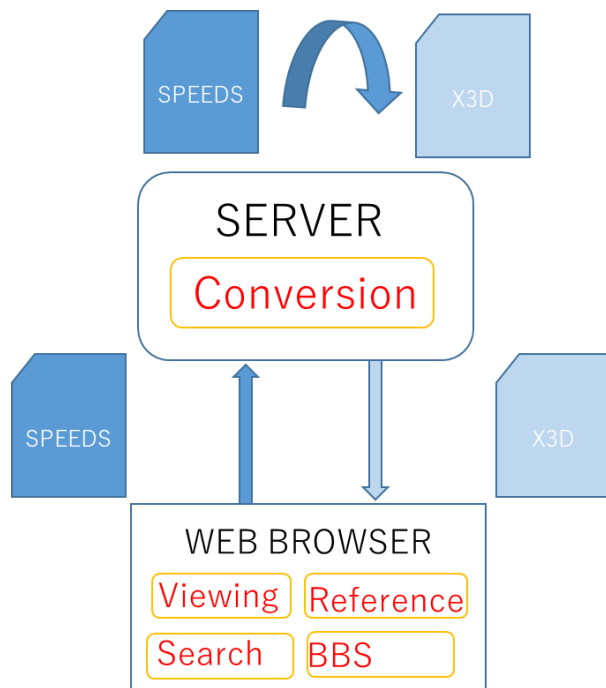 SPEEDS
X3D
SERVER
Conversion
SPEEDS
X3D
WEB BROWSER
Viewing
Reference
Search
BBS